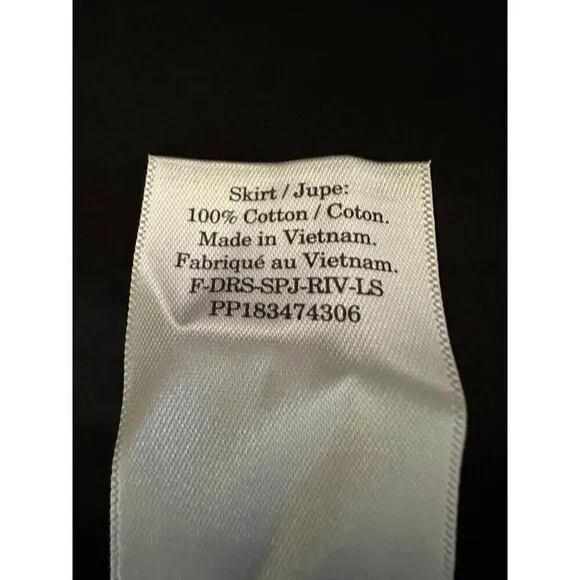 Skirt / Jupe:
100% Cotton / Coton.
Made in Vietnam.
Fabriqué au Vietnam.
F-DRS-SPJ-RIV-LS
PP183474306